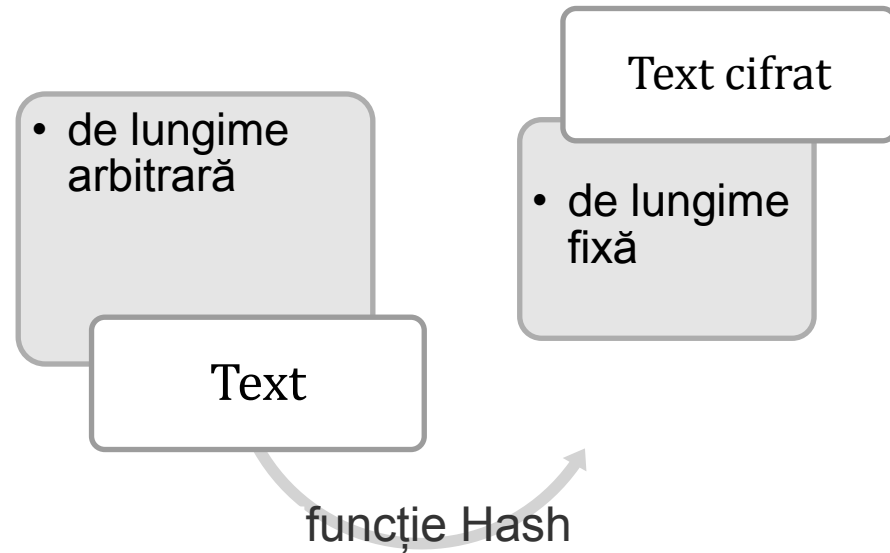 • de lungime
arbitrară
Text
Text cifrat
• de lungime
fixă
funcție Hash